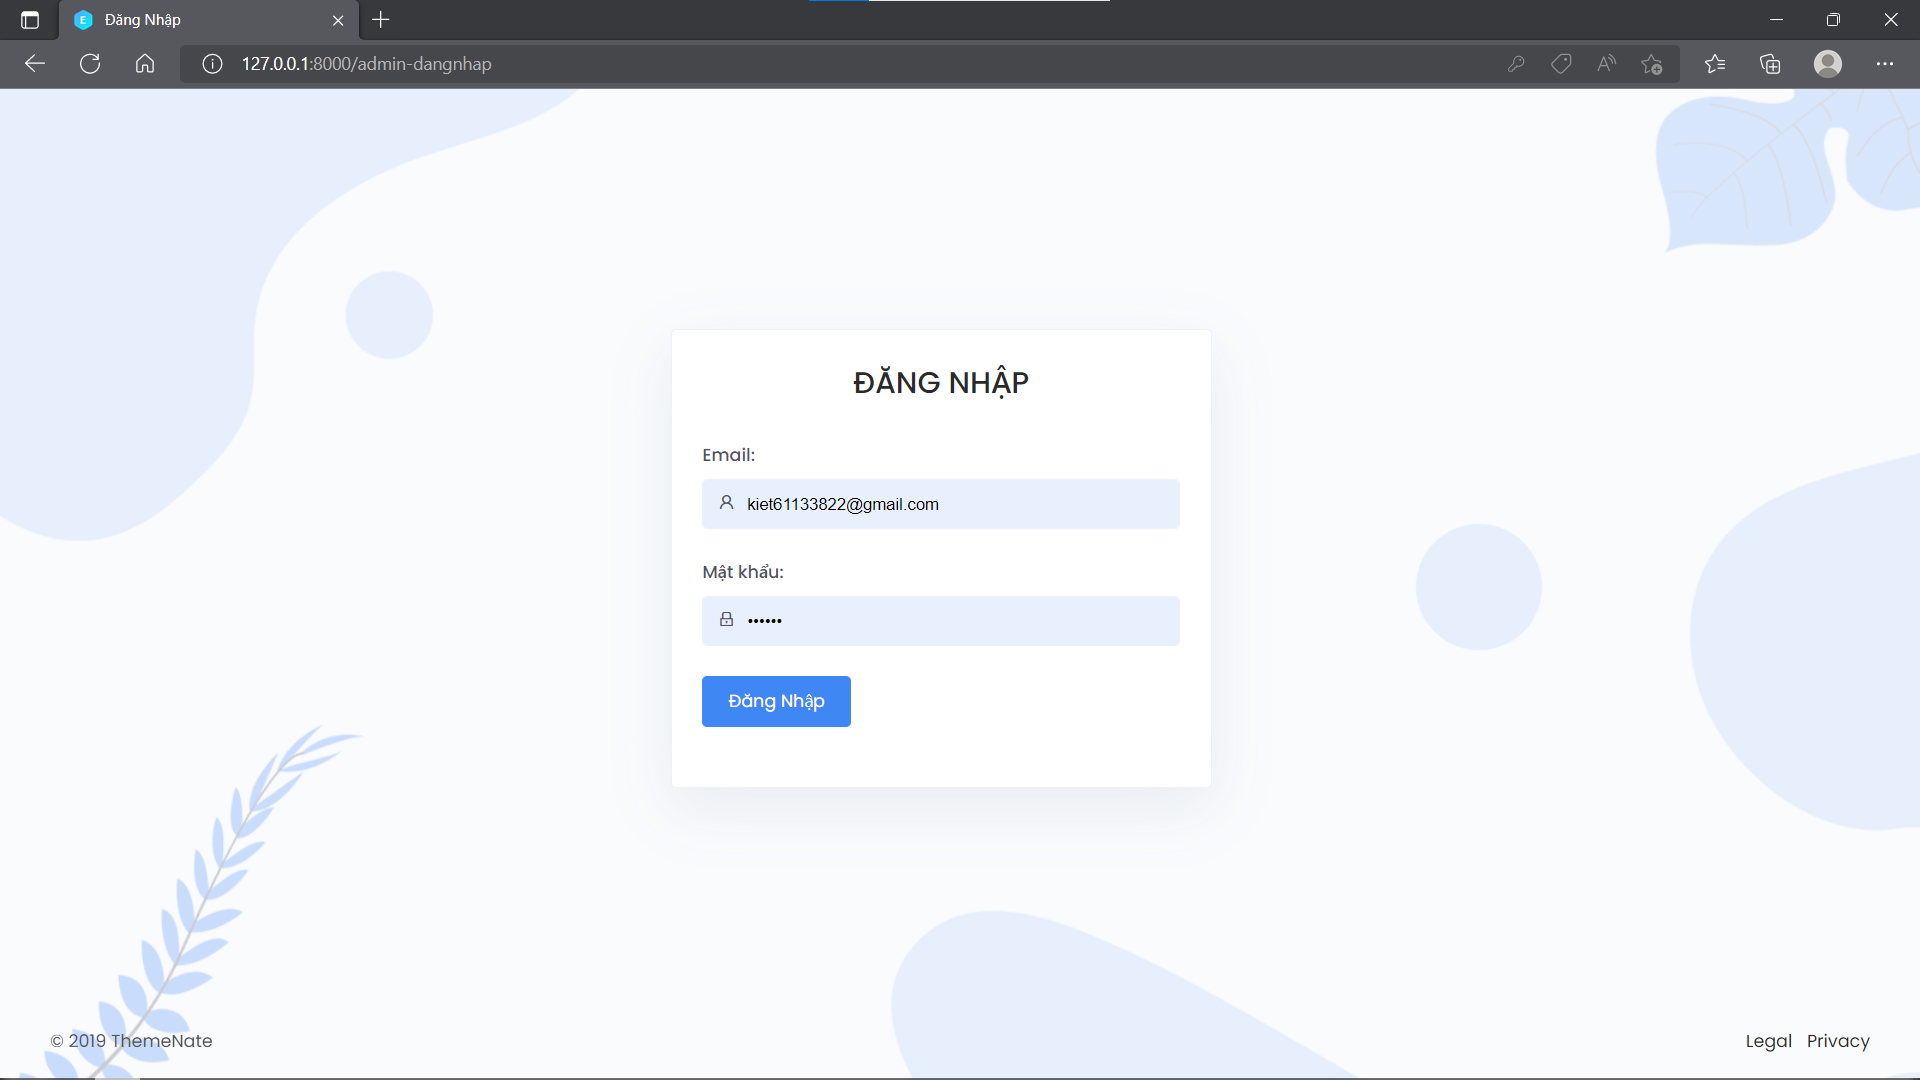 Đăng Nhập
127.0.0.1:8000/admin-dangnhap
ĐĂNG NHẬP
Email:
kiet61133822@gmail.com
Mật khẩu:
••••••
Đăng Nhập
© 2019 ThemeNate
Legal Privacy